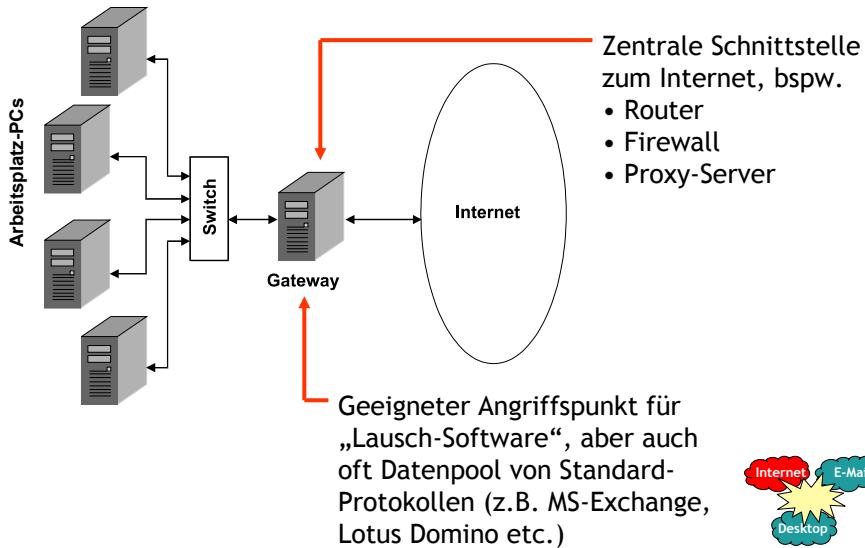 Zentrale Schnittstelle
zum Internet, bspw.
• Router
• Firewall
• Proxy-Server
Arbeitsplatz-PCs
Switch
Gateway
Internet
Geeigneter Angriffspunkt für
„Lausch-Software“, aber auch
oft Datenpool von Standard-
Protokollen (z.B. MS-Exchange,
Lotus Domino etc.)
Internet
E-Mai
Desktop